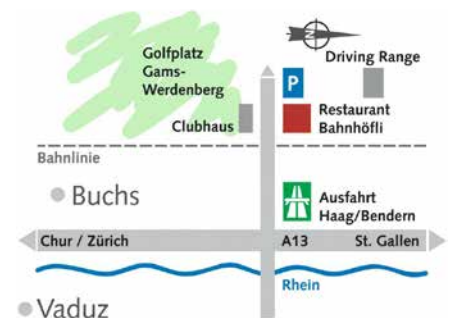 N
Golfplatz
Gams-
Werdenberg
Driving Range
P
Clubhaus
Restaurant
Bahnhöfli
Bahnlinie
Buchs
Ausfahrt
Haag/Bendern
Chur / Zürich
A13
St. Gallen
Rhein
Vaduz